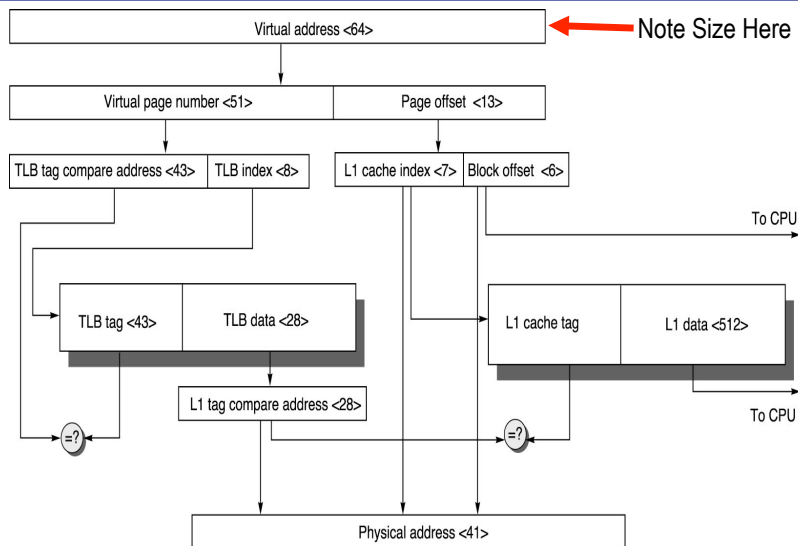 Virtual address <64>
Note Size Here
Virtual page number <51>
Page offset <13>
TLB tag compare address <43>
TLB index <8>
L1 cache index <7>
Block offset <6>
To CPU
TLB tag <43>
TLB data <28>
L1 cache tag
L1 data <512>
L1 tag compare address <28>
To CPU
=?
=?
Physical address <41>